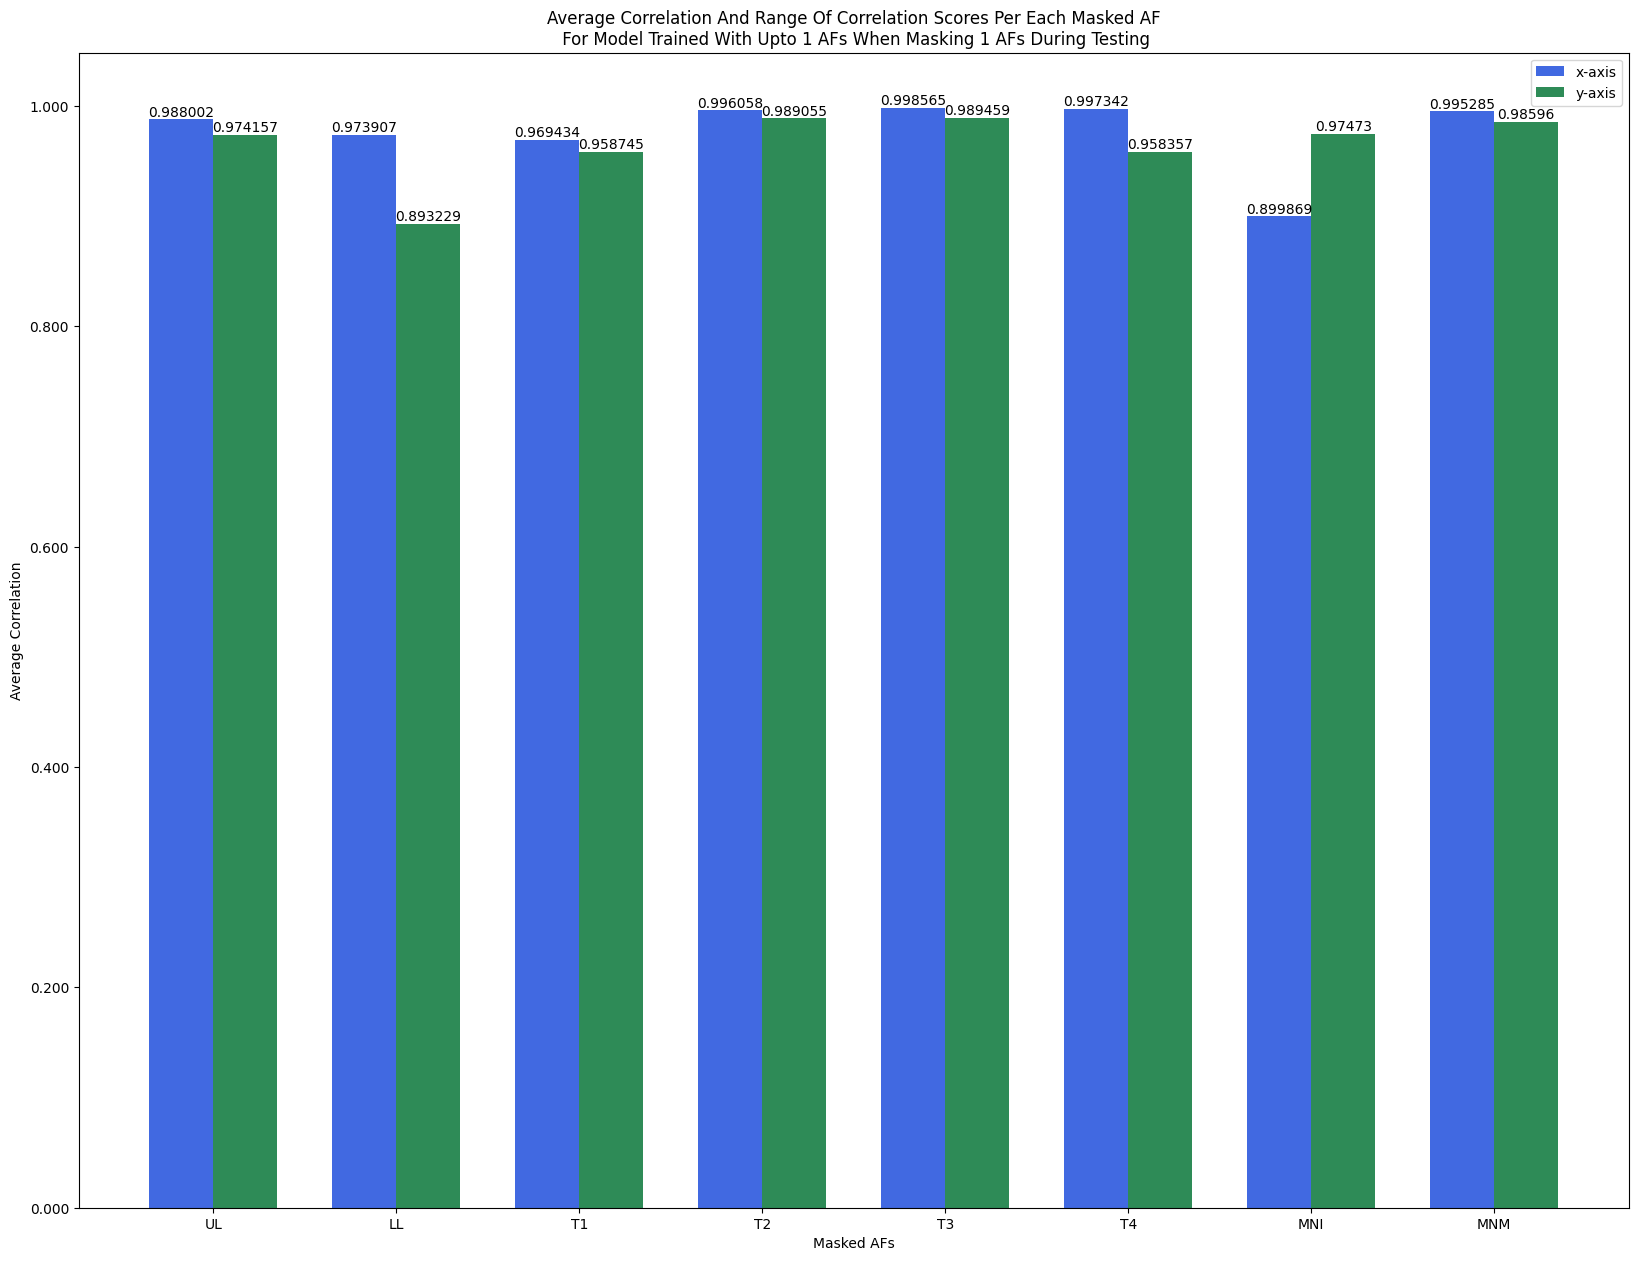 Average Correlation And Range Of Correlation Scores Per Each Masked AF
For Model Trained With Upto 1 AFs When Masking 1 AFs During Testing
x-axis
y-axis
1.000
0.800
0.600
0.400
0.200
0.000
Average Correlation
0.988002
0.974157
0.973907
0.893229
0.969434
0.958745
0.996058
0.989055
0.998565
0.989459
0.997342
0.958357
0.899869
0.97473
0.995285
0.98596
UL
LL
T1
T2
T3
T4
MNI
MNM
Masked AFs